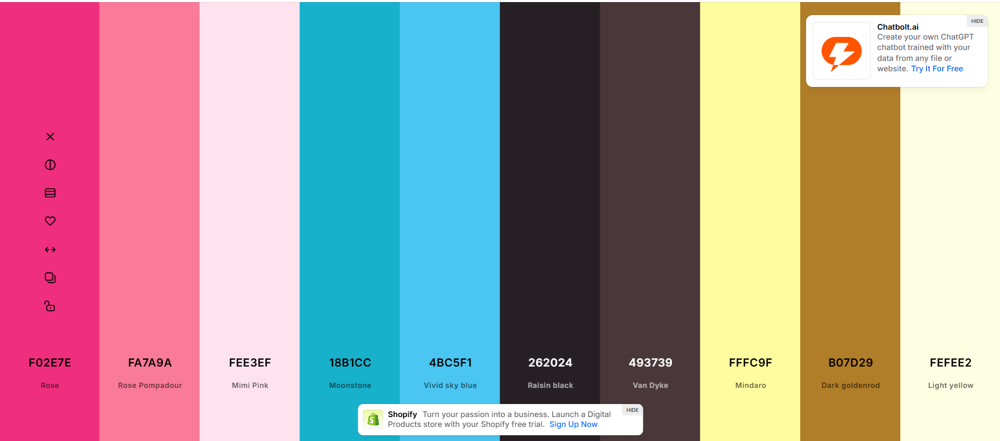 HIDE
Chatbolt.ai
Create your own ChatGPT
chatbot trained with your
data from any file or
website. Try It For Free
F02E7E
Rose
FA7A9A
Rose Pompadour
FEE3EF
Mimi Pink
18B1CC
Moonstone
4BC5F1
Vivid sky blue
262024
Raisin black
493739
Van Dyke
FFFC9F
Mindaro
B07D29
Dark goldenrod
FEFEE2
Light yellow
HIDE
Shopify Turn your passion into a business. Launch a Digital
Products store with your Shopify free trial. Sign Up Now